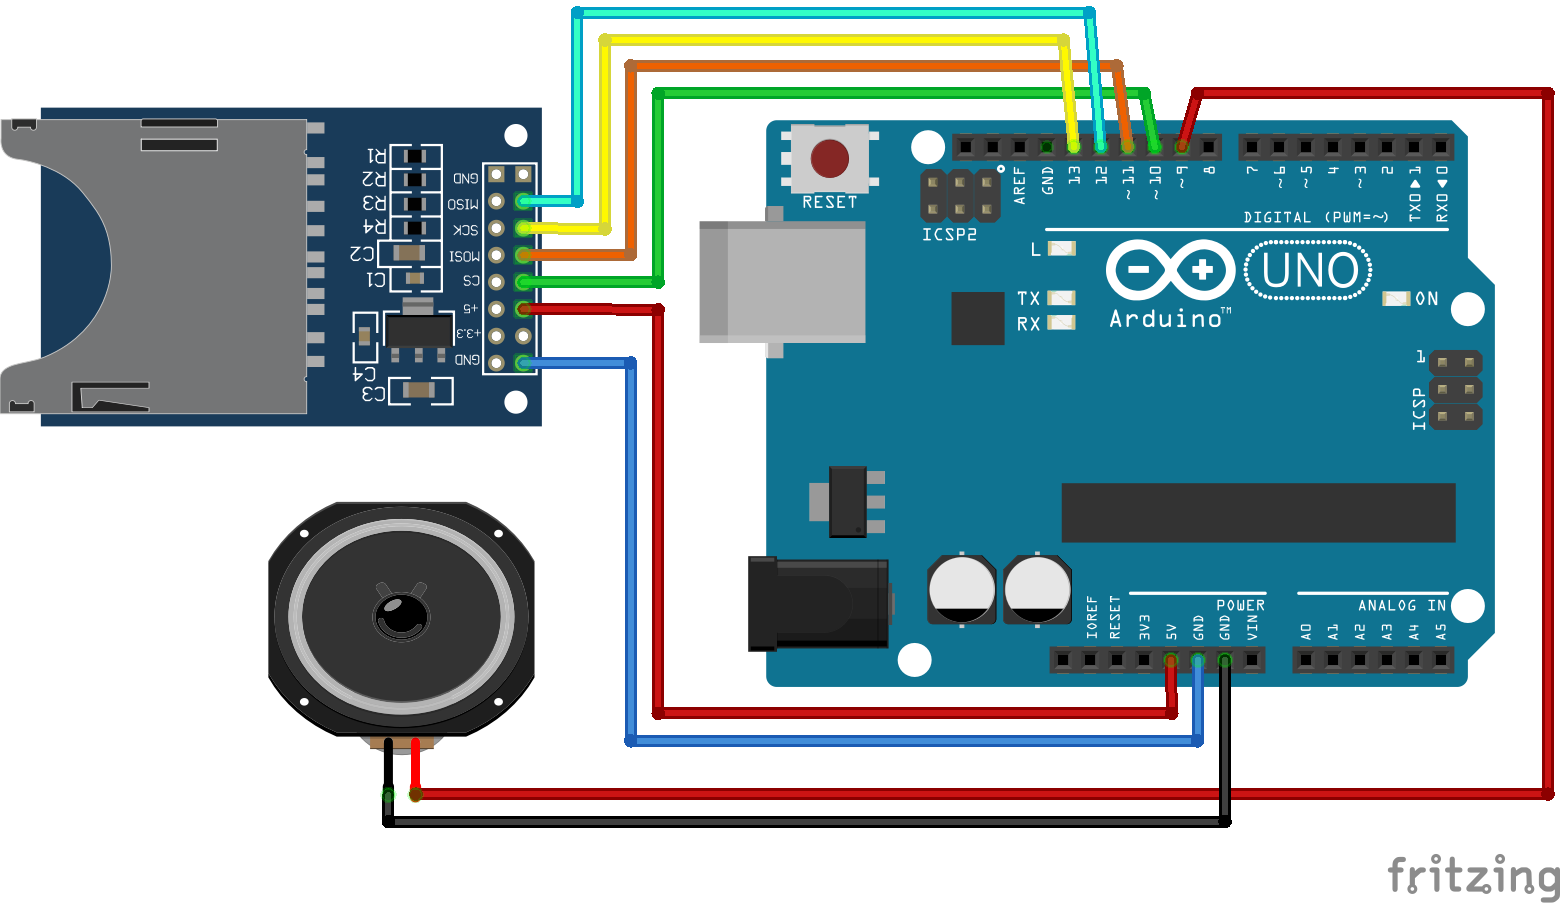 R1
R2
R3
R4
C2
C1
C4
C3
GND
MISO
SCK
MOSI
CS
+5
+3.3
GND
RESET
ICSP2
AREF
GND
13
12
~11
~10
~9
8
7
~6
~5
4
~3
2
TX0▶1
RX0◀0
DIGITAL (PWM=~)
L
TX
RX
UNO
Arduino™
ON
1
ICSP
IOREF
RESET
3V3
5V
GND
GND
VIN
POWER
ANALOG IN
A0
A1
A2
A3
A4
A5
fritzing